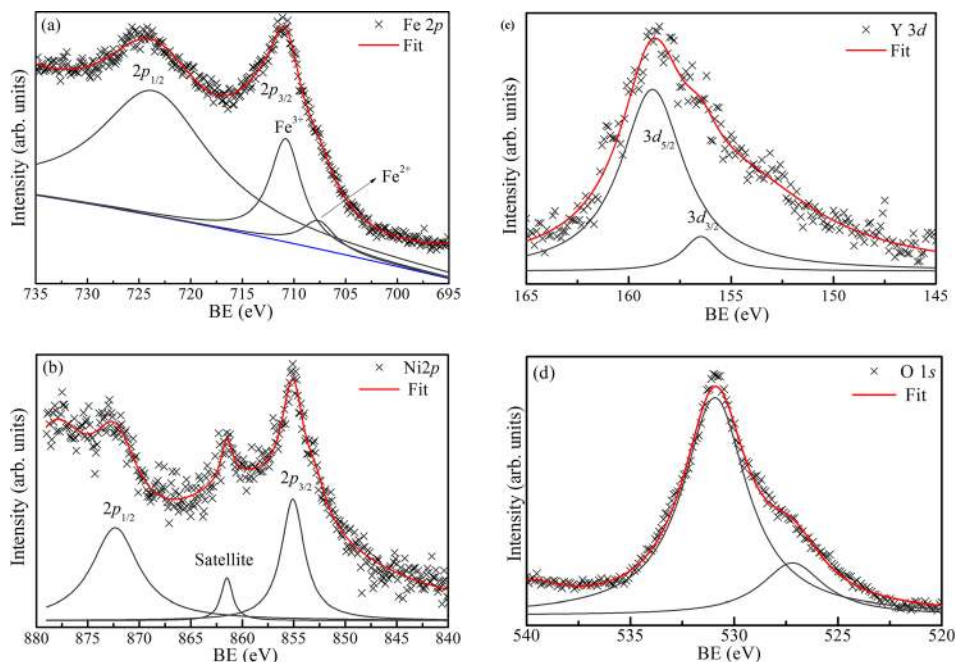 (a)
× Fe 2p
Fit
2p1/2
2p3/2
Fe3+
Fe2+
Intensity (arb. units)
735 730 725 720 715 710 705 700 695
BE (eV)
(c)
× Y 3d
Fit
3d5/2
3d3/2
Intensity (arb. units)
165 160 155 150 145
BE (eV)
(b)
× Ni2p
Fit
2p1/2
Satellite
2p3/2
Intensity (arb. units)
880 875 870 865 860 855 850 845 840
BE (eV)
(d)
× O 1s
Fit
Intensity (arb. units)
540 535 530 525 520
BE (eV)